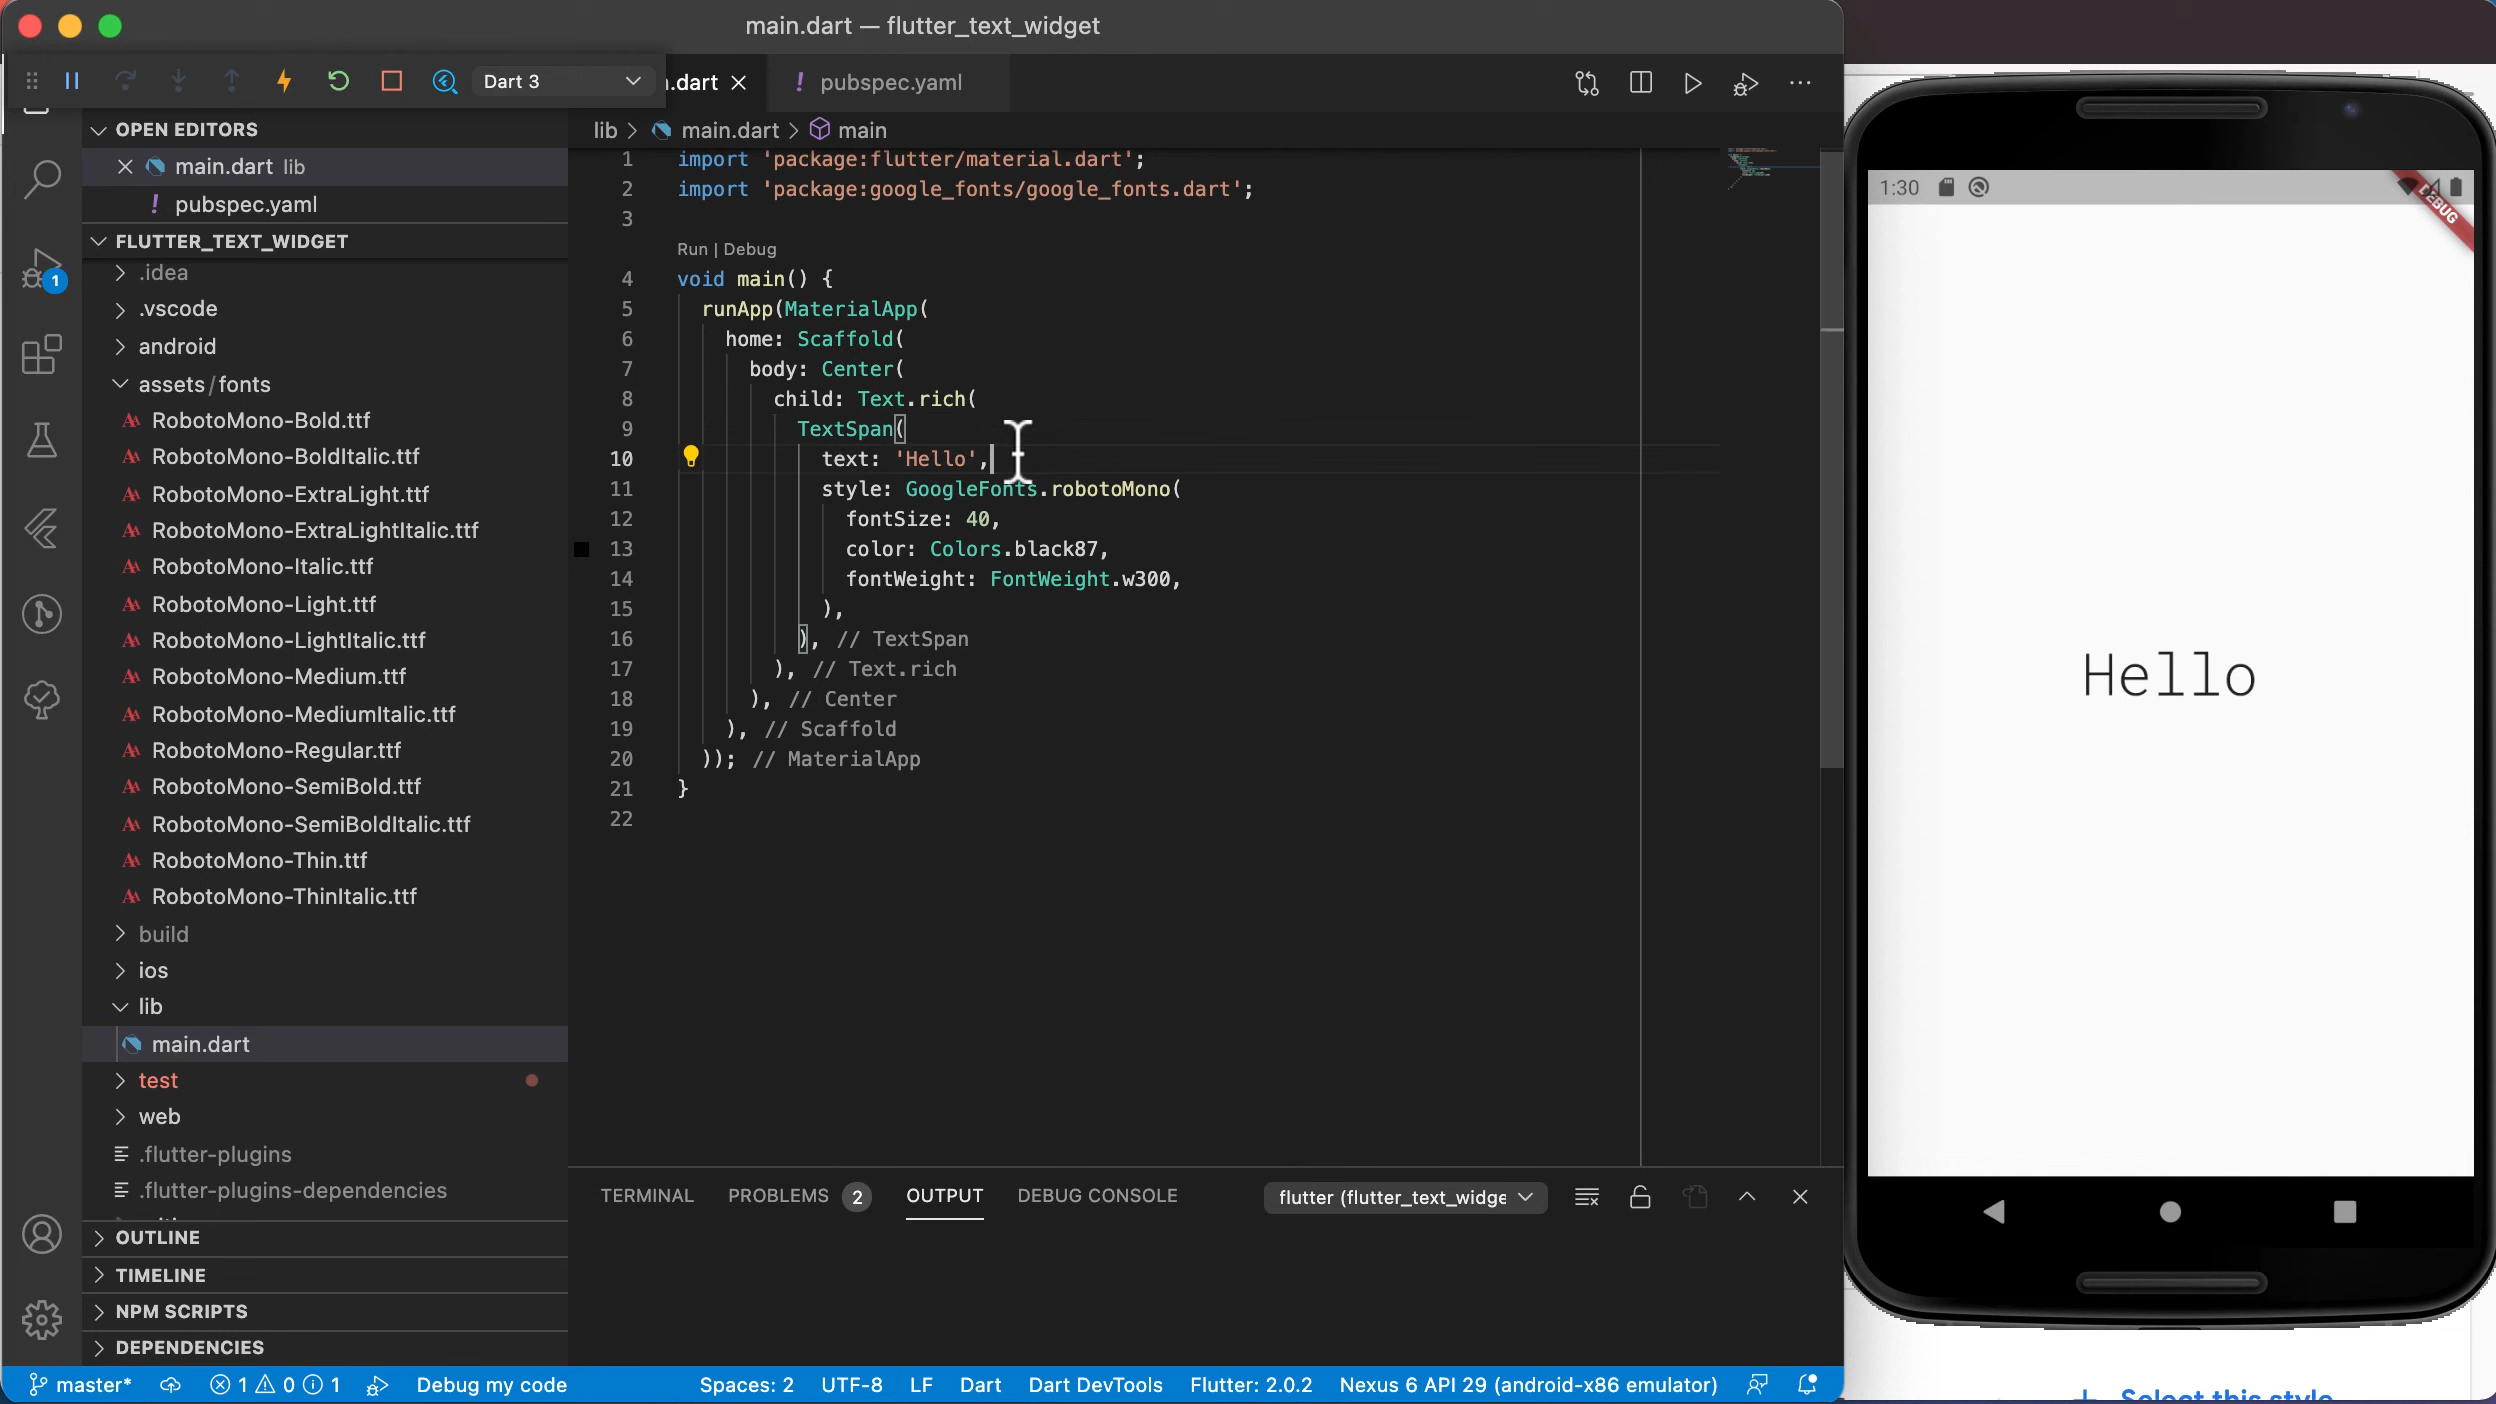 main.dart — flutter_text_widget
Dart 3
.dart
pubspec.yaml
OPEN EDITORS
main.dart lib
pubspec.yaml
FLUTTER_TEXT_WIDGET
.idea
.vscode
android
assets/fonts
RobotoMono-Bold.ttf
RobotoMono-BoldItalic.ttf
RobotoMono-ExtraLight.ttf
RobotoMono-ExtraLightItalic.ttf
RobotoMono-Italic.ttf
RobotoMono-Light.ttf
RobotoMono-LightItalic.ttf
RobotoMono-Medium.ttf
RobotoMono-MediumItalic.ttf
RobotoMono-Regular.ttf
RobotoMono-SemiBold.ttf
RobotoMono-SemiBoldItalic.ttf
RobotoMono-Thin.ttf
RobotoMono-ThinItalic.ttf
build
ios
lib
main.dart
test
web
.flutter-plugins
.flutter-plugins-dependencies
OUTLINE
TIMELINE
NPM SCRIPTS
DEPENDENCIES
1
lib > main.dart > main
1 import 'package:flutter/material.dart';
2 import 'package:google_fonts/google_fonts.dart';
3
Run | Debug
4 void main() {
5 runApp(MaterialApp(
6 home: Scaffold(
7 body: Center(
8 child: Text.rich(
9 TextSpan(
10 text: 'Hello',
11 style: GoogleFonts.robotoMono(
12 fontSize: 40,
13 color: Colors.black87,
14 fontWeight: FontWeight.w300,
15 ),
16 ), // TextSpan
17 ), // Text.rich
18 ), // Center
19 ), // Scaffold
20 )); // MaterialApp
21 }
22
TERMINAL PROBLEMS 2 OUTPUT DEBUG CONSOLE
flutter (flutter_text_widge
master* 1 0 1 Debug my code Spaces: 2 UTF-8 LF Dart Dart DevTools Flutter: 2.0.2 Nexus 6 API 29 (android-x86 emulator)
1:30
DEBUG
Hello
+ Select this style